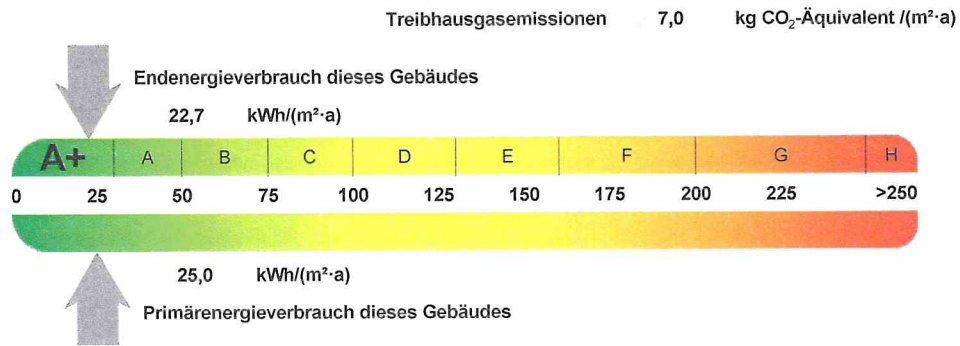 Treibhausgasemissionen 7,0 kg CO₂-Äquivalent /(m²·a)
Endenergieverbrauch dieses Gebäudes
22,7 kWh/(m²·a)
A+ A B C D E F G H
0 25 50 75 100 125 150 175 200 225 >250
25,0 kWh/(m²·a)
Primärenergieverbrauch dieses Gebäudes